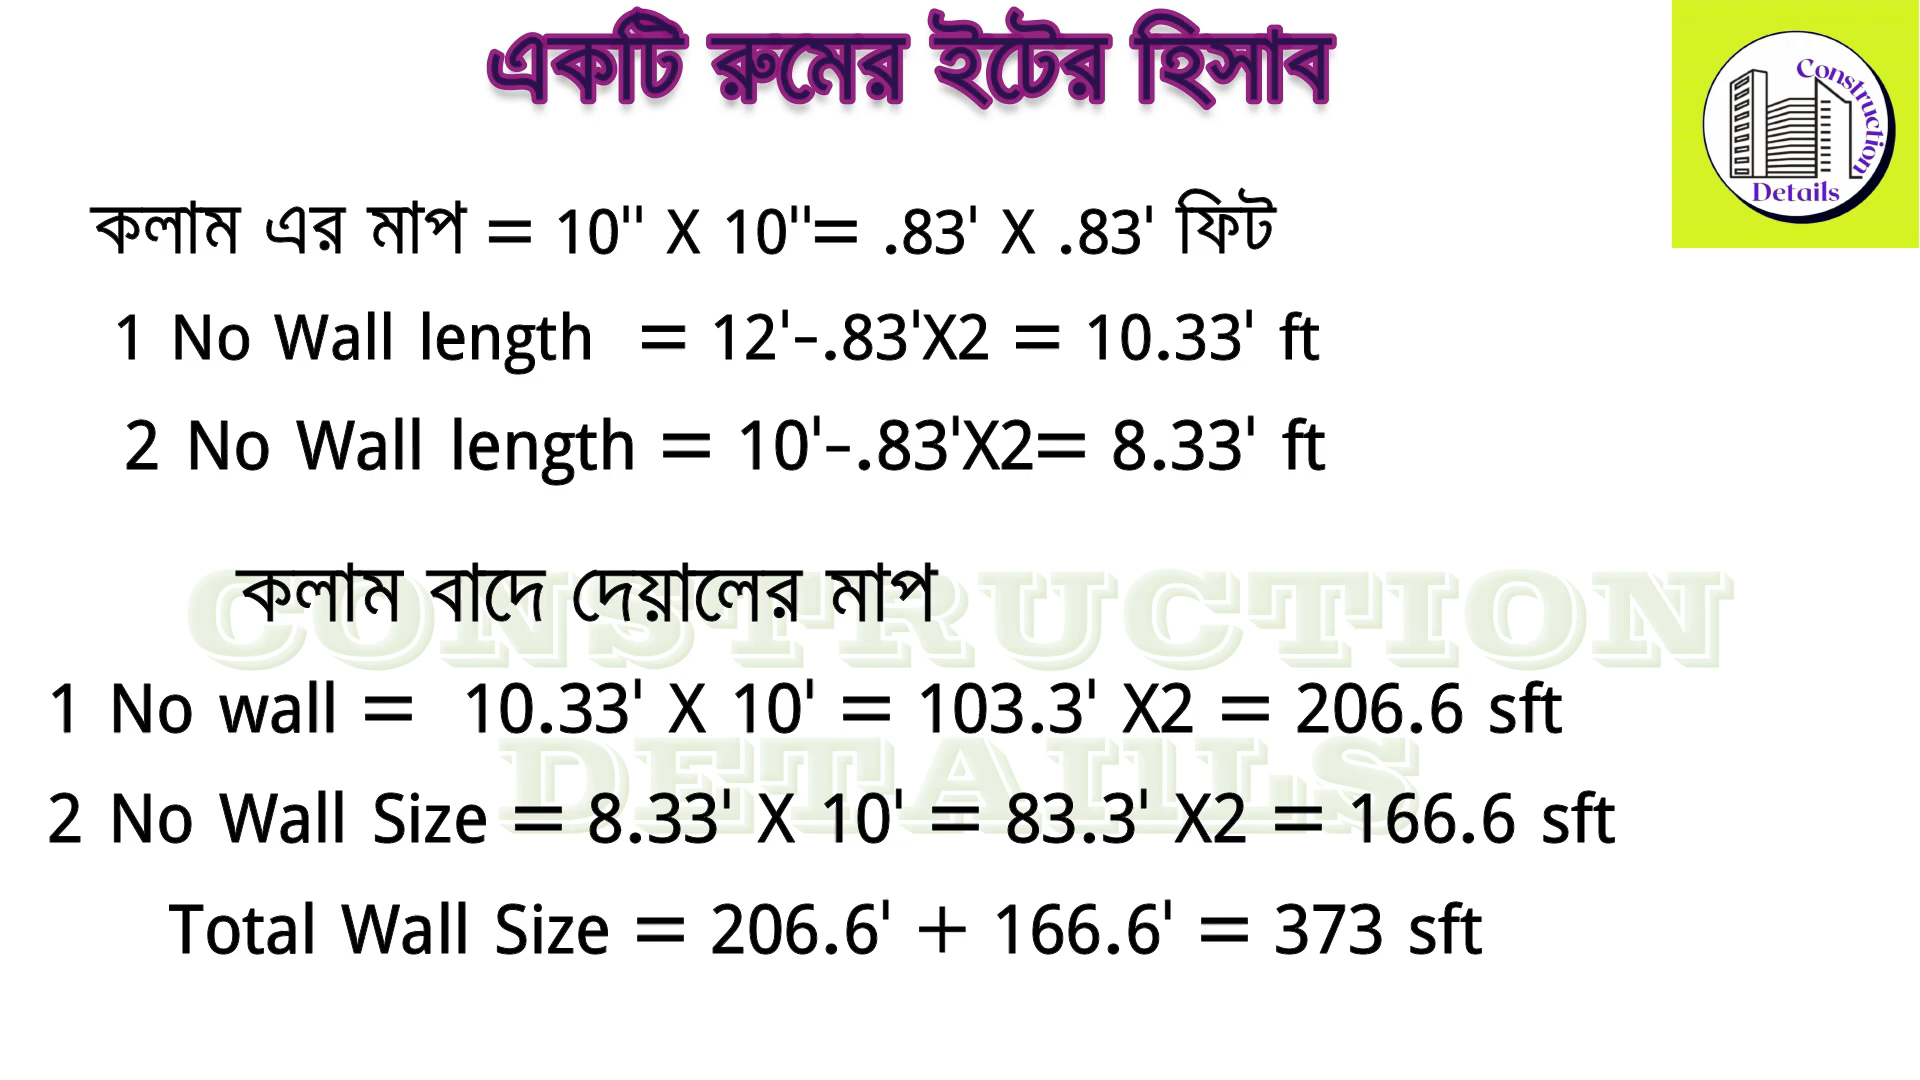 একটি রুমের ইটের হিসাব
Construction
Details
কলাম এর মাপ = 10" X 10"= .83' X .83' ফিট
1 No Wall length = 12'-.83'X2 = 10.33' ft
2 No Wall length = 10'-.83'X2= 8.33' ft
কলাম বাদে দেয়ালের মাপ
CONSTRUCTION
1 No wall = 10.33' X 10' = 103.3' X2 = 206.6 sft
DETAILLS
2 No Wall Size = 8.33' X 10' = 83.3' X2 = 166.6 sft
Total Wall Size = 206.6' + 166.6' = 373 sft